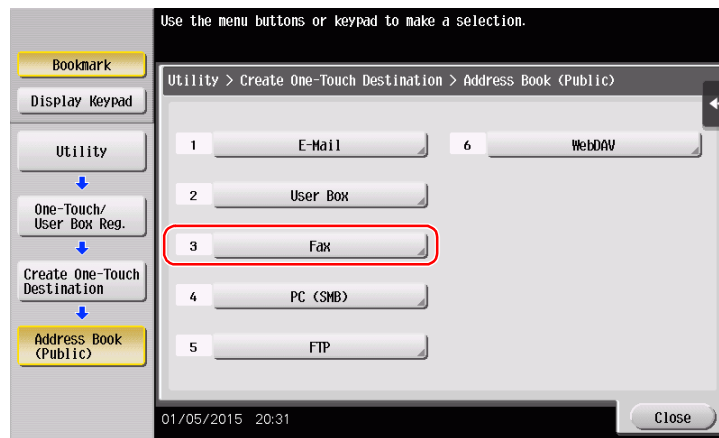 Use the menu buttons or keypad to make a selection.
Bookmark
Display Keypad
Utility
One-Touch/
User Box Reg.
Create One-Touch
Destination
Address Book
(Public)
Utility > Create One-Touch Destination > Address Book (Public)
1 E-Mail
2 User Box
3 Fax
4 PC (SMB)
5 FTP
6 WebDAV
01/05/2015 20:31
Close